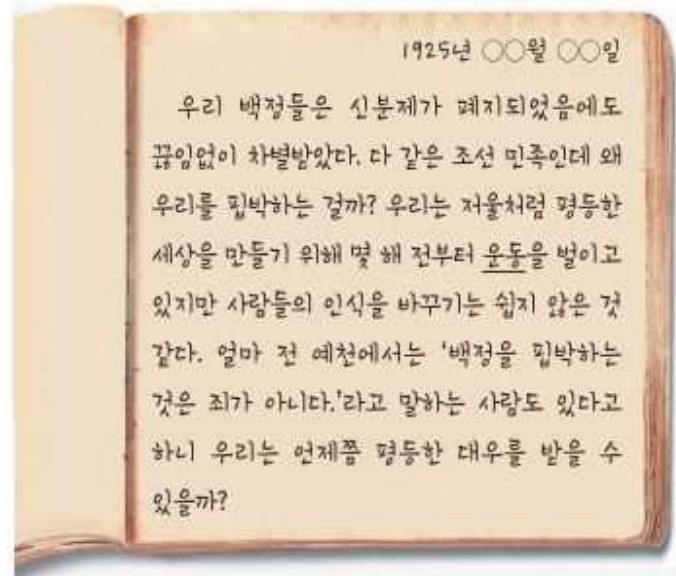 1925년 ○○월 ○○일
우리 백정들은 신분제가 폐지되었음에도
끊임없이 차별받았다. 다 같은 조선 민족인데 왜
우리를 핍박하는 걸까? 우리는 저울처럼 평등한
세상을 만들기 위해 몇 해 전부터 운동을 벌이고
있지만 사람들의 인식을 바꾸기는 쉽지 않은 것
같다. 얼마 전 예천에서는 '백정을 핍박하는
것은 죄가 아니다.'라고 말하는 사람도 있다고
하니 우리는 언제쯤 평등한 대우를 받을 수
있을까?